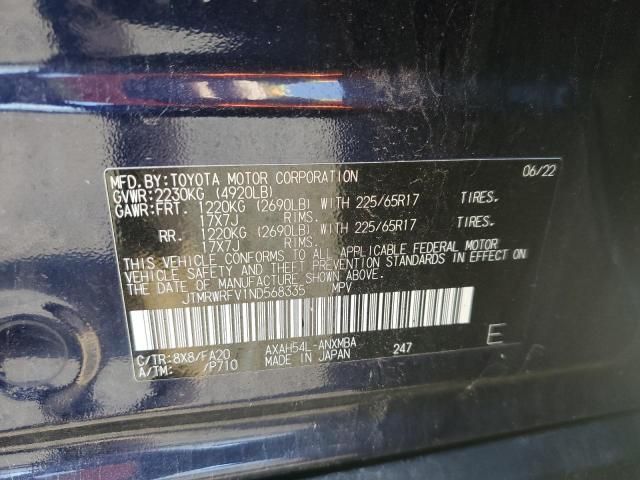 MFD.BY:TOYOTA MOTOR CORPORATION 06/22
GVWR:2230KG (4920LB)
GAWR:FRT. 1220KG (2690LB) WITH 225/65R17 TIRES.
17X7J RIMS.
RR. 1220KG (2690LB) WITH 225/65R17 TIRES.
17X7J RIMS.
THIS VEHICLE CONFORMS TO ALL APPLICABLE FEDERAL MOTOR
VEHICLE SAFETY AND THEFT PREVENTION STANDARDS IN EFFECT ON
THE DATE OF MANUFACTURE SHOWN ABOVE.
JTMRWRFV1ND568335 MPV
C/TR:8X8/FA20 AXAH54L-ANXMBA 247 E
A/TM: /P710 MADE IN JAPAN